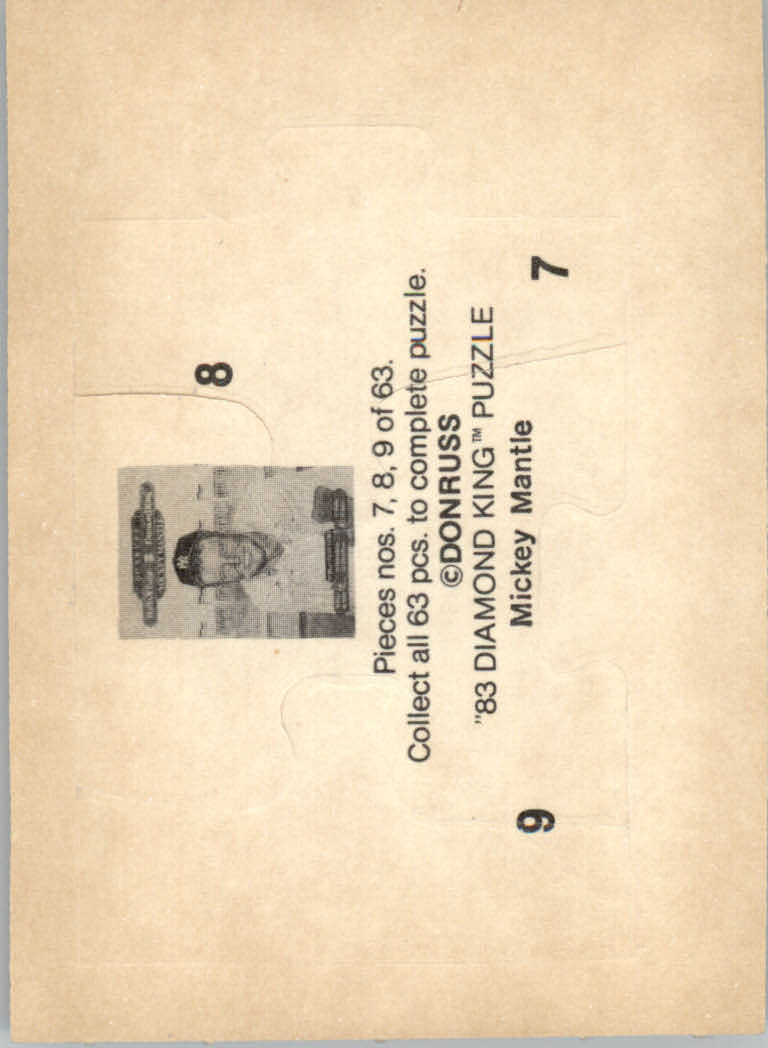 8
Pieces nos. 7, 8, 9 of 63.
Collect all 63 pcs. to complete puzzle.
©DONRUSS
"83 DIAMOND KING™ PUZZLE
Mickey Mantle
9
7